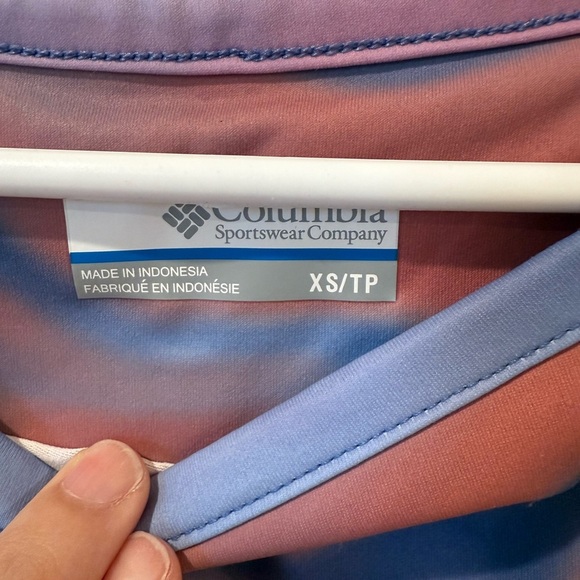 Columbia
Sportswear Company
MADE IN INDONESIA
FABRIQUÉ EN INDONÉSIE
XS/TP